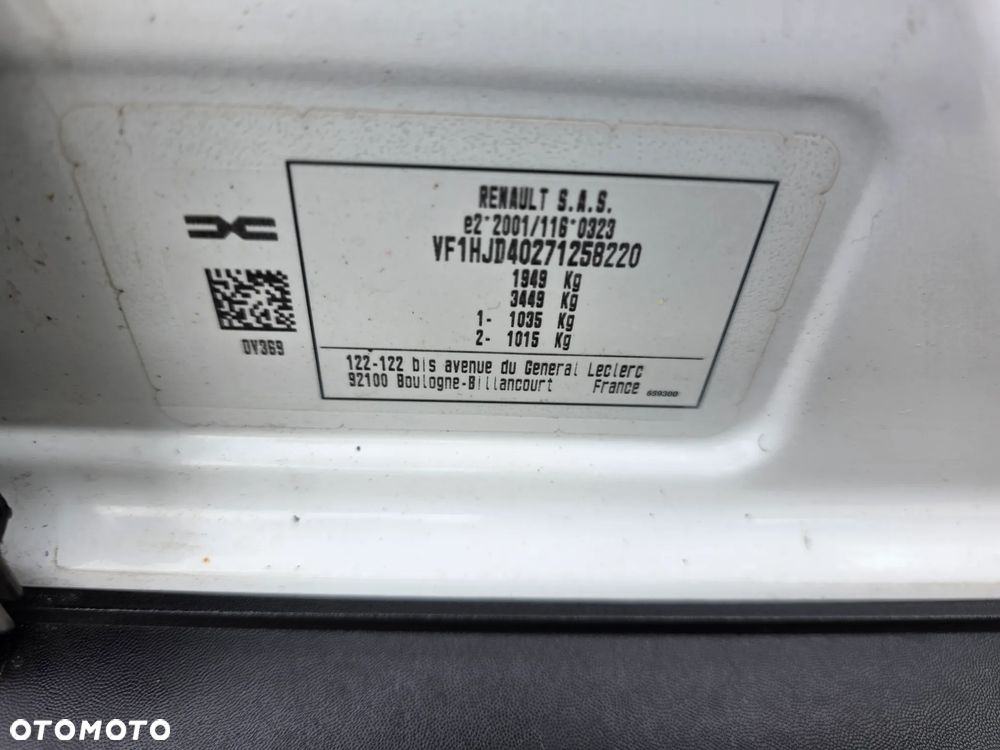 RENAULT S.A.S.
e2*2001/116*0323
VF1HJD40271258220
1949 Kg
3449 Kg
1- 1035 Kg
2- 1015 Kg
DV369
122-122 bis avenue du General Leclerc
92100 Boulogne-Billancourt France 659300
OTOMOTO